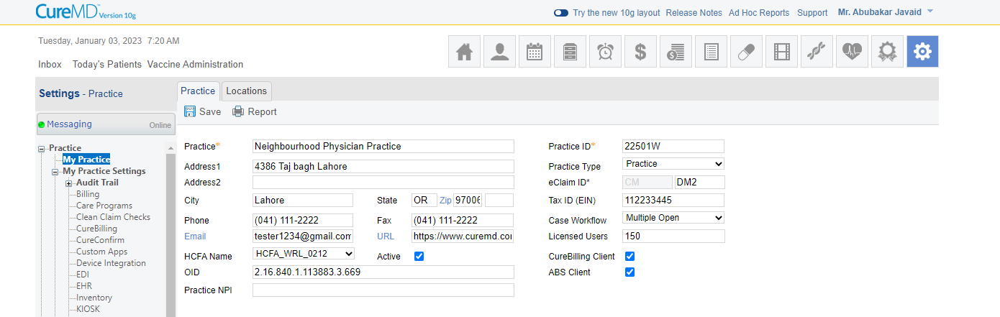 CureMD™ Version 10g
Try the new 10g layout Release Notes Ad Hoc Reports Support Mr. Abubakar Javaid
Tuesday, January 03, 2023 7:20 AM
Inbox Today's Patients Vaccine Administration
Settings - Practice
Messaging Online
Practice
My Practice
My Practice Settings
Audit Trail
Billing
Care Programs
Clean Claim Checks
CureBilling
CureConfirm
Custom Apps
Device Integration
EDI
EHR
Inventory
KIOSK
Practice Locations
Save Report
Practice* Neighbourhood Physician Practice Practice ID* 22501W
Address1 4386 Taj bagh Lahore Practice Type Practice
Address2 eClaim ID* CM DM2
City Lahore State OR Zip 97006 Tax ID (EIN) 112233445
Phone (041) 111-2222 Fax (041) 111-2222 Case Workflow Multiple Open
Email tester1234@gmail.com URL https://www.curemd.co Licensed Users 150
HCFA Name HCFA_WRL_0212 Active CureBilling Client
OID 2.16.840.1.113883.3.669 ABS Client
Practice NPI